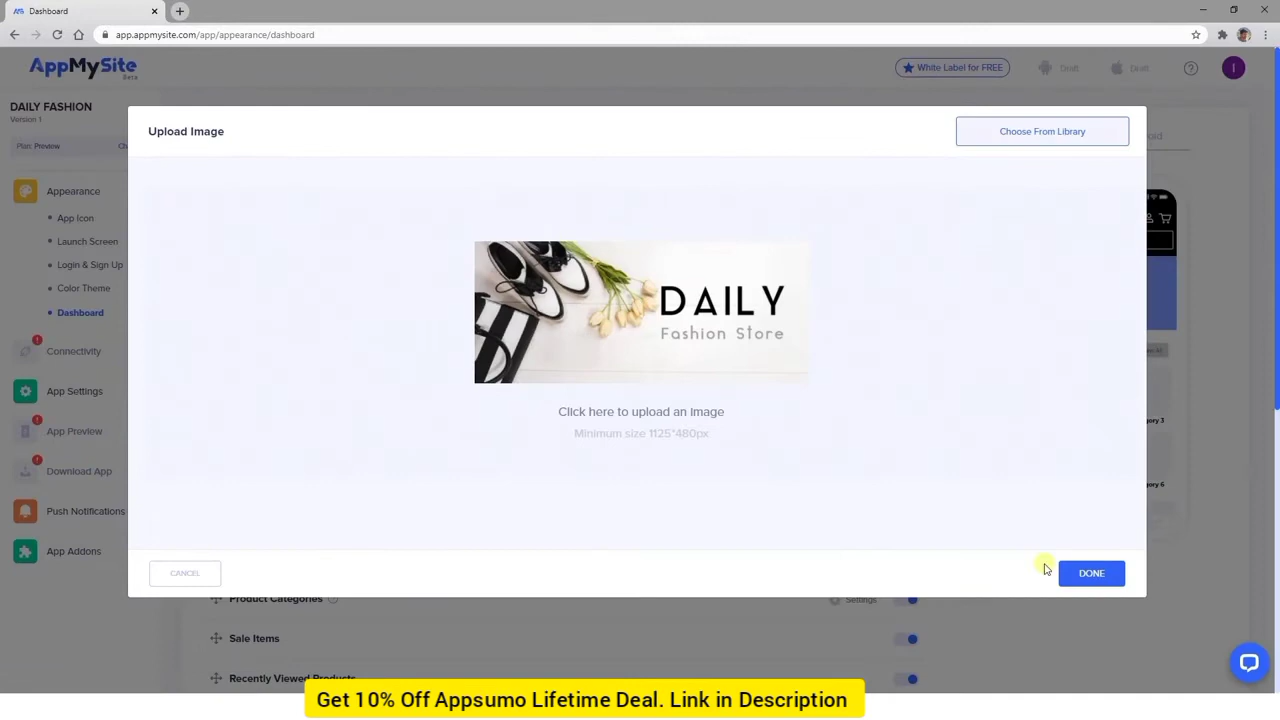 Dashboard
app.appmysite.com/app/appearance/dashboard
AppMySite
Beta
White Label for FREE
Draft
Draft
I
DAILY FASHION
Version 1
Plan: Preview
Upload Image
Choose From Library
Appearance
App Icon
Launch Screen
Login & Sign Up
Color Theme
Dashboard
Connectivity
App Settings
App Preview
Download App
Push Notifications
App Addons
DAILY
Fashion Store
Click here to upload an Image
Minimum size 1125*480px
CANCEL
DONE
Product Categories
Settings
Sale Items
Recently Viewed Products
Get 10% Off Appsumo Lifetime Deal. Link in Description